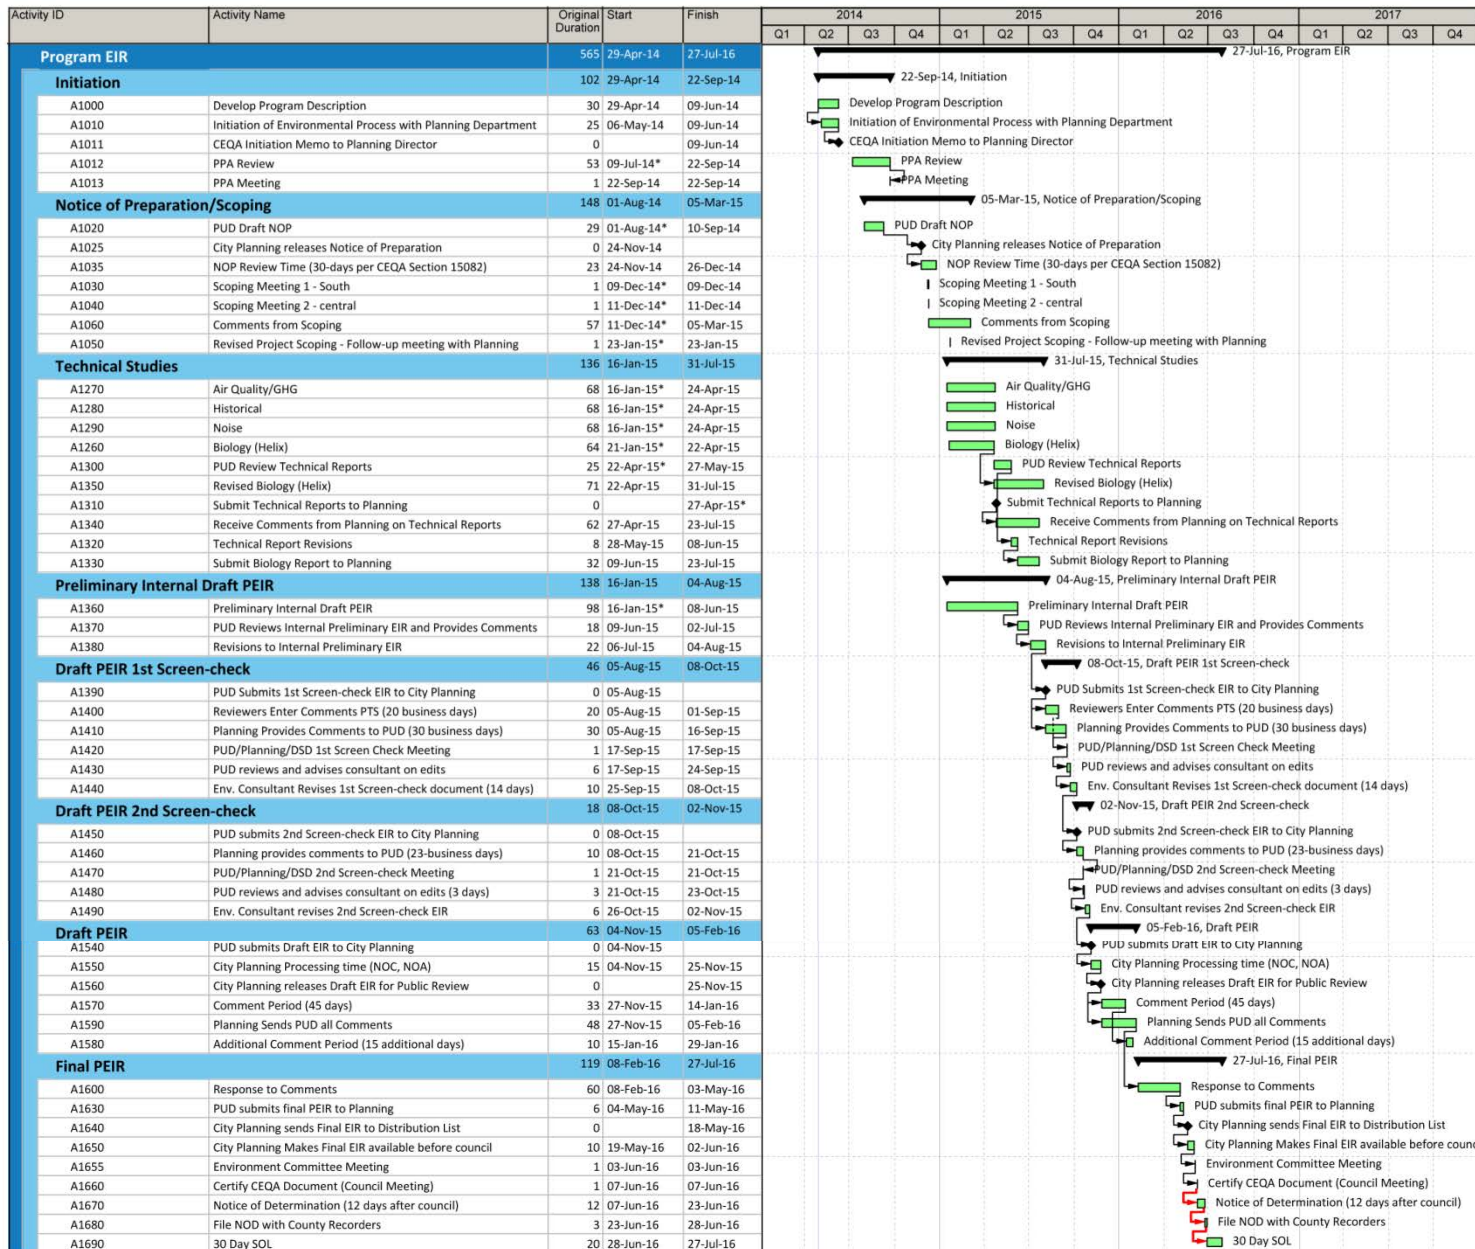 Activity ID Activity Name Original Duration Start Finish 2014 2015 2016 2017
Q1 Q2 Q3 Q4 Q1 Q2 Q3 Q4 Q1 Q2 Q3 Q4 Q1 Q2 Q3 Q4
Program EIR 565 29-Apr-14 27-Jul-16 27-Jul-16, Program EIR
Initiation 102 29-Apr-14 22-Sep-14 22-Sep-14, Initiation
A1000 Develop Program Description 30 29-Apr-14 09-Jun-14 Develop Program Description
A1010 Initiation of Environmental Process with Planning Department 25 06-May-14 09-Jun-14 Initiation of Environmental Process with Planning Department
A1011 CEQA Initiation Memo to Planning Director 0 09-Jun-14 CEQA Initiation Memo to Planning Director
A1012 PPA Review 53 09-Jul-14* 22-Sep-14 PPA Review
A1013 PPA Meeting 1 22-Sep-14 22-Sep-14 PPA Meeting
Notice of Preparation/Scoping 148 01-Aug-14 05-Mar-15 05-Mar-15, Notice of Preparation/Scoping
A1020 PUD Draft NOP 29 01-Aug-14* 10-Sep-14 PUD Draft NOP
A1025 City Planning releases Notice of Preparation 0 24-Nov-14 City Planning releases Notice of Preparation
A1035 NOP Review Time (30-days per CEQA Section 15082) 23 24-Nov-14 26-Dec-14 NOP Review Time (30-days per CEQA Section 15082)
A1030 Scoping Meeting 1 - South 1 09-Dec-14* 09-Dec-14 Scoping Meeting 1 - South
A1040 Scoping Meeting 2 - central 1 11-Dec-14* 11-Dec-14 Scoping Meeting 2 - central
A1060 Comments from Scoping 57 11-Dec-14* 05-Mar-15 Comments from Scoping
A1050 Revised Project Scoping - Follow-up meeting with Planning 1 23-Jan-15* 23-Jan-15 Revised Project Scoping - Follow-up meeting with Planning
Technical Studies 136 16-Jan-15 31-Jul-15 31-Jul-15, Technical Studies
A1270 Air Quality/GHG 68 16-Jan-15* 24-Apr-15 Air Quality/GHG
A1280 Historical 68 16-Jan-15* 24-Apr-15 Historical
A1290 Noise 68 16-Jan-15* 24-Apr-15 Noise
A1260 Biology (Helix) 64 21-Jan-15* 22-Apr-15 Biology (Helix)
A1300 PUD Review Technical Reports 25 22-Apr-15* 27-May-15 PUD Review Technical Reports
A1350 Revised Biology (Helix) 71 22-Apr-15 31-Jul-15 Revised Biology (Helix)
A1310 Submit Technical Reports to Planning 0 27-Apr-15* Submit Technical Reports to Planning
A1340 Receive Comments from Planning on Technical Reports 62 27-Apr-15 23-Jul-15 Receive Comments from Planning on Technical Reports
A1320 Technical Report Revisions 8 28-May-15 08-Jun-15 Technical Report Revisions
A1330 Submit Biology Report to Planning 32 09-Jun-15 23-Jul-15 Submit Biology Report to Planning
Preliminary Internal Draft PEIR 138 16-Jan-15 04-Aug-15 04-Aug-15, Preliminary Internal Draft PEIR
A1360 Preliminary Internal Draft PEIR 98 16-Jan-15* 08-Jun-15 Preliminary Internal Draft PEIR
A1370 PUD Reviews Internal Preliminary EIR and Provides Comments 18 09-Jun-15 02-Jul-15 PUD Reviews Internal Preliminary EIR and Provides Comments
A1380 Revisions to Internal Preliminary EIR 22 06-Jul-15 04-Aug-15 Revisions to Internal Preliminary EIR
Draft PEIR 1st Screen-check 46 05-Aug-15 08-Oct-15 08-Oct-15, Draft PEIR 1st Screen-check
A1390 PUD Submits 1st Screen-check EIR to City Planning 0 05-Aug-15 PUD Submits 1st Screen-check EIR to City Planning
A1400 Reviewers Enter Comments PTS (20 business days) 20 05-Aug-15 01-Sep-15 Reviewers Enter Comments PTS (20 business days)
A1410 Planning Provides Comments to PUD (30 business days) 30 05-Aug-15 16-Sep-15 Planning Provides Comments to PUD (30 business days)
A1420 PUD/Planning/DSD 1st Screen Check Meeting 1 17-Sep-15 17-Sep-15 PUD/Planning/DSD 1st Screen Check Meeting
A1430 PUD reviews and advises consultant on edits 6 17-Sep-15 24-Sep-15 PUD reviews and advises consultant on edits
A1440 Env. Consultant Revises 1st Screen-check document (14 days) 10 25-Sep-15 08-Oct-15 Env. Consultant Revises 1st Screen-check document (14 days)
Draft PEIR 2nd Screen-check 18 08-Oct-15 02-Nov-15 02-Nov-15, Draft PEIR 2nd Screen-check
A1450 PUD submits 2nd Screen-check EIR to City Planning 0 08-Oct-15 PUD submits 2nd Screen-check EIR to City Planning
A1460 Planning provides comments to PUD (23-business days) 10 08-Oct-15 21-Oct-15 Planning provides comments to PUD (23-business days)
A1470 PUD/Planning/DSD 2nd Screen-check Meeting 1 21-Oct-15 21-Oct-15 PUD/Planning/DSD 2nd Screen-check Meeting
A1480 PUD reviews and advises consultant on edits (3 days) 3 21-Oct-15 23-Oct-15 PUD reviews and advises consultant on edits (3 days)
A1490 Env. Consultant revises 2nd Screen-check EIR 6 26-Oct-15 02-Nov-15 Env. Consultant revises 2nd Screen-check EIR
Draft PEIR 63 04-Nov-15 05-Feb-16 05-Feb-16, Draft PEIR
A1540 PUD submits Draft EIR to City Planning 0 04-Nov-15 PUD submits Draft EIR to City Planning
A1550 City Planning Processing time (NOC, NOA) 15 04-Nov-15 25-Nov-15 City Planning Processing time (NOC, NOA)
A1560 City Planning releases Draft EIR for Public Review 0 25-Nov-15 City Planning releases Draft EIR for Public Review
A1570 Comment Period (45 days) 33 27-Nov-15 14-Jan-16 Comment Period (45 days)
A1590 Planning Sends PUD all Comments 48 27-Nov-15 05-Feb-16 Planning Sends PUD all Comments
A1580 Additional Comment Period (15 additional days) 10 15-Jan-16 29-Jan-16 Additional Comment Period (15 additional days)
Final PEIR 119 08-Feb-16 27-Jul-16 27-Jul-16, Final PEIR
A1600 Response to Comments 60 08-Feb-16 03-May-16 Response to Comments
A1630 PUD submits final PEIR to Planning 6 04-May-16 11-May-16 PUD submits final PEIR to Planning
A1640 City Planning sends Final EIR to Distribution List 0 18-May-16 City Planning sends Final EIR to Distribution List
A1650 City Planning Makes Final EIR available before council 10 19-May-16 02-Jun-16 City Planning Makes Final EIR available before counc
A1655 Environment Committee Meeting 1 03-Jun-16 03-Jun-16 Environment Committee Meeting
A1660 Certify CEQA Document (Council Meeting) 1 07-Jun-16 07-Jun-16 Certify CEQA Document (Council Meeting)
A1670 Notice of Determination (12 days after council) 12 07-Jun-16 23-Jun-16 Notice of Determination (12 days after council)
A1680 File NOD with County Recorders 3 23-Jun-16 28-Jun-16 File NOD with County Recorders
A1690 30 Day SOL 20 28-Jun-16 27-Jul-16 30 Day SOL